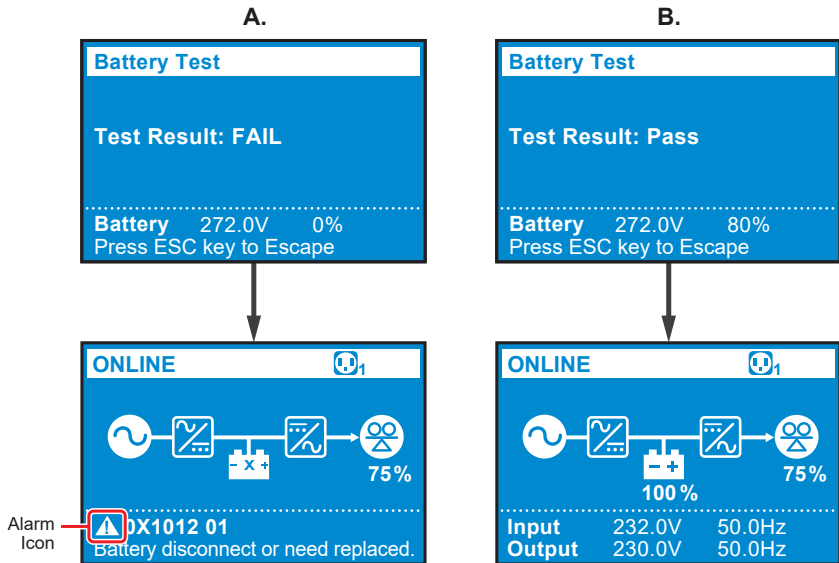 A.
Battery Test
Test Result: FAIL
Battery 272.0V 0%
Press ESC key to Escape
ONLINE 1
- x +
75%
Alarm
Icon
0X1012 01
Battery disconnect or need replaced.
B.
Battery Test
Test Result: Pass
Battery 272.0V 80%
Press ESC key to Escape
ONLINE 1
- +
100 %
75%
Input 232.0V 50.0Hz
Output 230.0V 50.0Hz